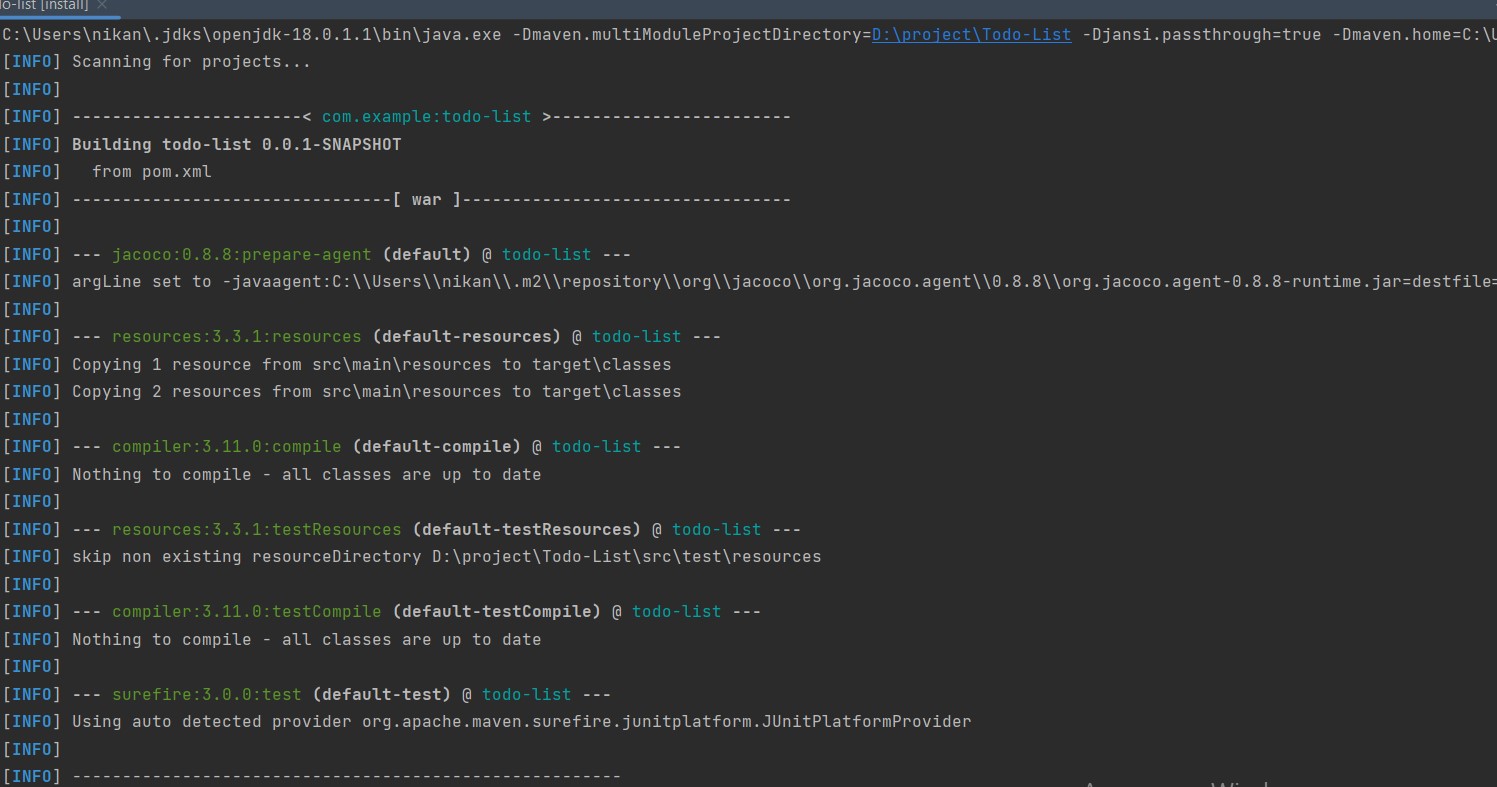 o-list [install] ×
C:\Users\nikan\.jdks\openjdk-18.0.1.1\bin\java.exe -Dmaven.multiModuleProjectDirectory=D:\project\Todo-List -Djansi.passthrough=true -Dmaven.home=C:\U
[INFO] Scanning for projects...
[INFO]
[INFO] -----------------------< com.example:todo-list >------------------------
[INFO] Building todo-list 0.0.1-SNAPSHOT
[INFO]   from pom.xml
[INFO] --------------------------------[ war ]---------------------------------
[INFO]
[INFO] --- jacoco:0.8.8:prepare-agent (default) @ todo-list ---
[INFO] argLine set to -javaagent:C:\\Users\\nikan\\.m2\\repository\\org\\jacoco\\org.jacoco.agent\\0.8.8\\org.jacoco.agent-0.8.8-runtime.jar=destfile=
[INFO]
[INFO] --- resources:3.3.1:resources (default-resources) @ todo-list ---
[INFO] Copying 1 resource from src\main\resources to target\classes
[INFO] Copying 2 resources from src\main\resources to target\classes
[INFO]
[INFO] --- compiler:3.11.0:compile (default-compile) @ todo-list ---
[INFO] Nothing to compile - all classes are up to date
[INFO]
[INFO] --- resources:3.3.1:testResources (default-testResources) @ todo-list ---
[INFO] skip non existing resourceDirectory D:\project\Todo-List\src\test\resources
[INFO]
[INFO] --- compiler:3.11.0:testCompile (default-testCompile) @ todo-list ---
[INFO] Nothing to compile - all classes are up to date
[INFO]
[INFO] --- surefire:3.0.0:test (default-test) @ todo-list ---
[INFO] Using auto detected provider org.apache.maven.surefire.junitplatform.JUnitPlatformProvider
[INFO]
[INFO] -------------------------------------------------------